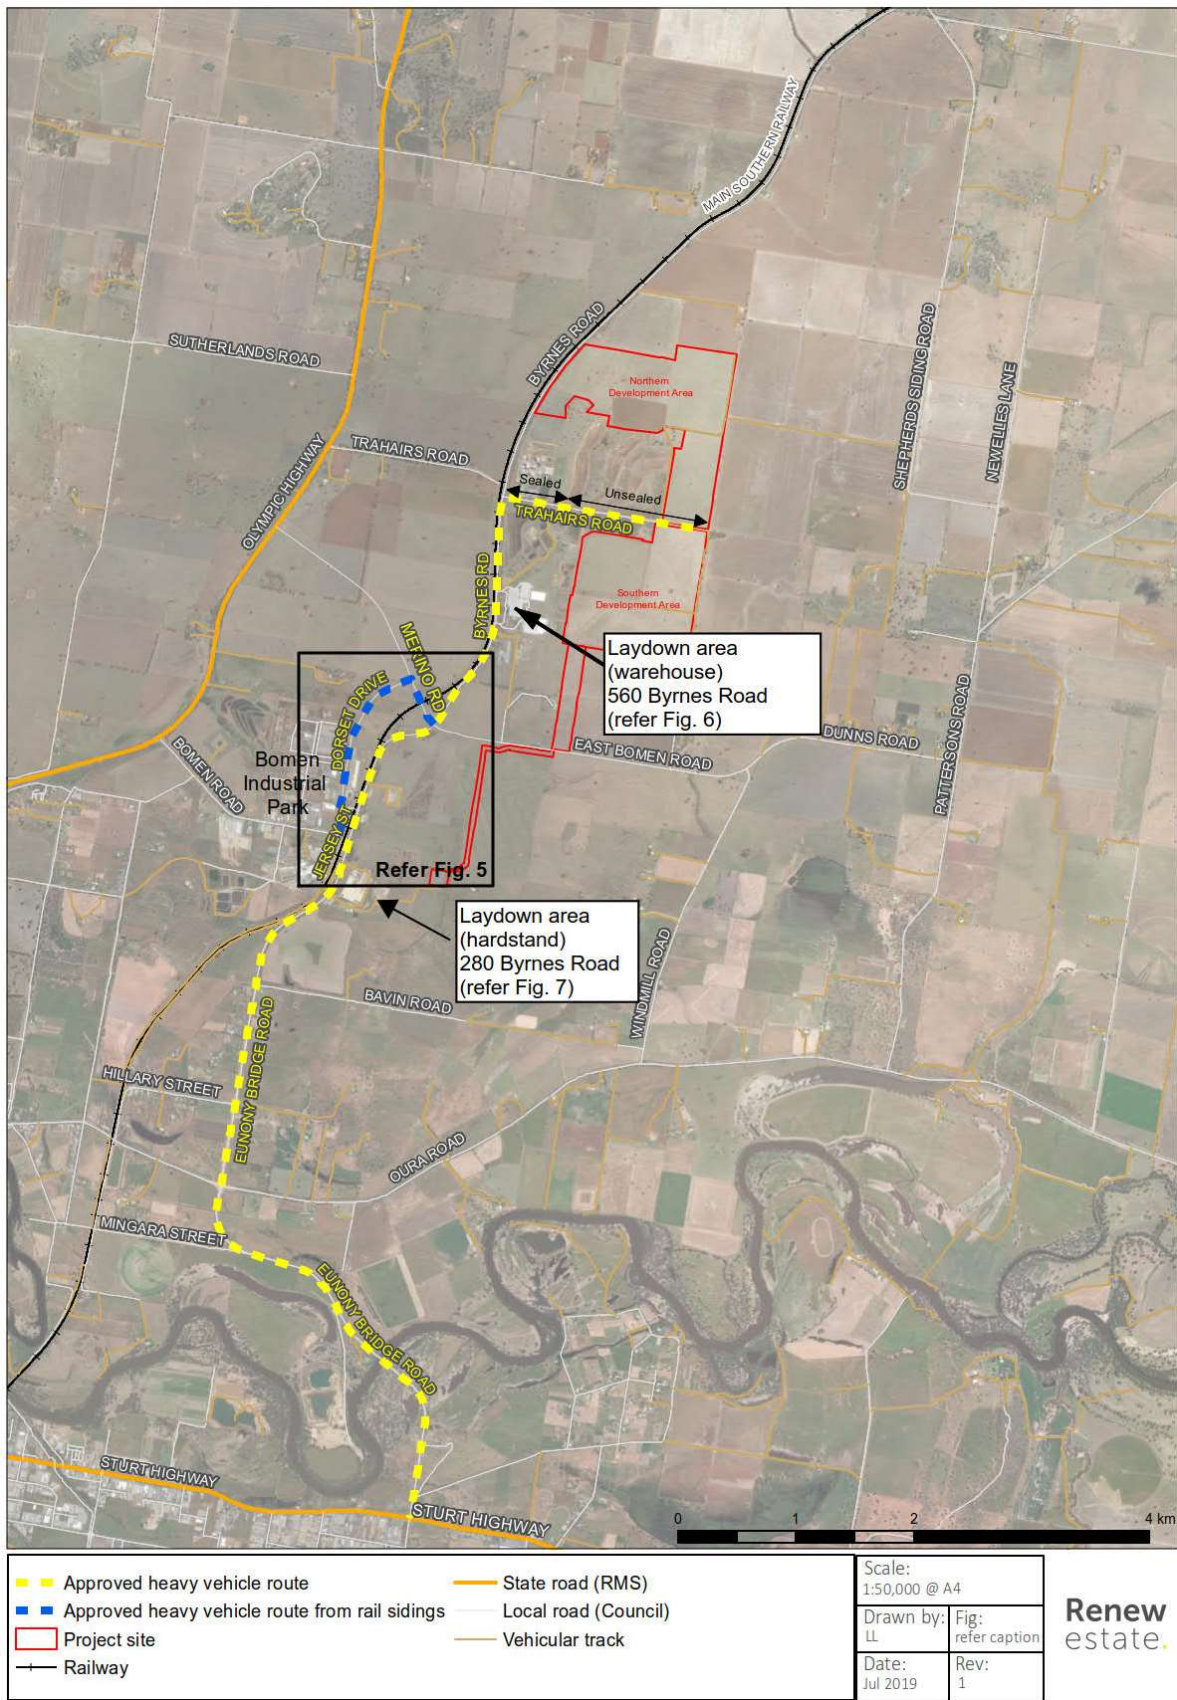 MAIN SOUTHERN RAILWAY
BYRNES ROAD
SUTHERLANDS ROAD
Northern
Development Area
SHEPHERDS SIDING ROAD
NEWELLES LANE
OLYMPIC HIGHWAY
TRAHAIRS ROAD
Sealed
Unsealed
TRAHAIRS ROAD
BYRNES RD
Southern
Development Area
MERINO RD
Laydown area
(warehouse)
560 Byrnes Road
(refer Fig. 6)
DORSET DRIVE
BOMEN ROAD
Bomen
Industrial
Park
EAST BOMEN ROAD
DUNNS ROAD
PATTERSONS ROAD
JERSEY ST
Refer Fig. 5
Laydown area
(hardstand)
280 Byrnes Road
(refer Fig. 7)
BAVIN ROAD
WINDMILL ROAD
HILLARY STREET
EUNONY BRIDGE ROAD
OURA ROAD
MINGARA STREET
EUNONY BRIDGE ROAD
STURT HIGHWAY
STURT HIGHWAY
0 1 2 4 km
Approved heavy vehicle route
Approved heavy vehicle route from rail sidings
Project site
Railway
State road (RMS)
Local road (Council)
Vehicular track
Scale:
1:50,000 @ A4
Drawn by:
LL
Fig:
refer caption
Date:
Jul 2019
Rev:
1
Renew
estate.